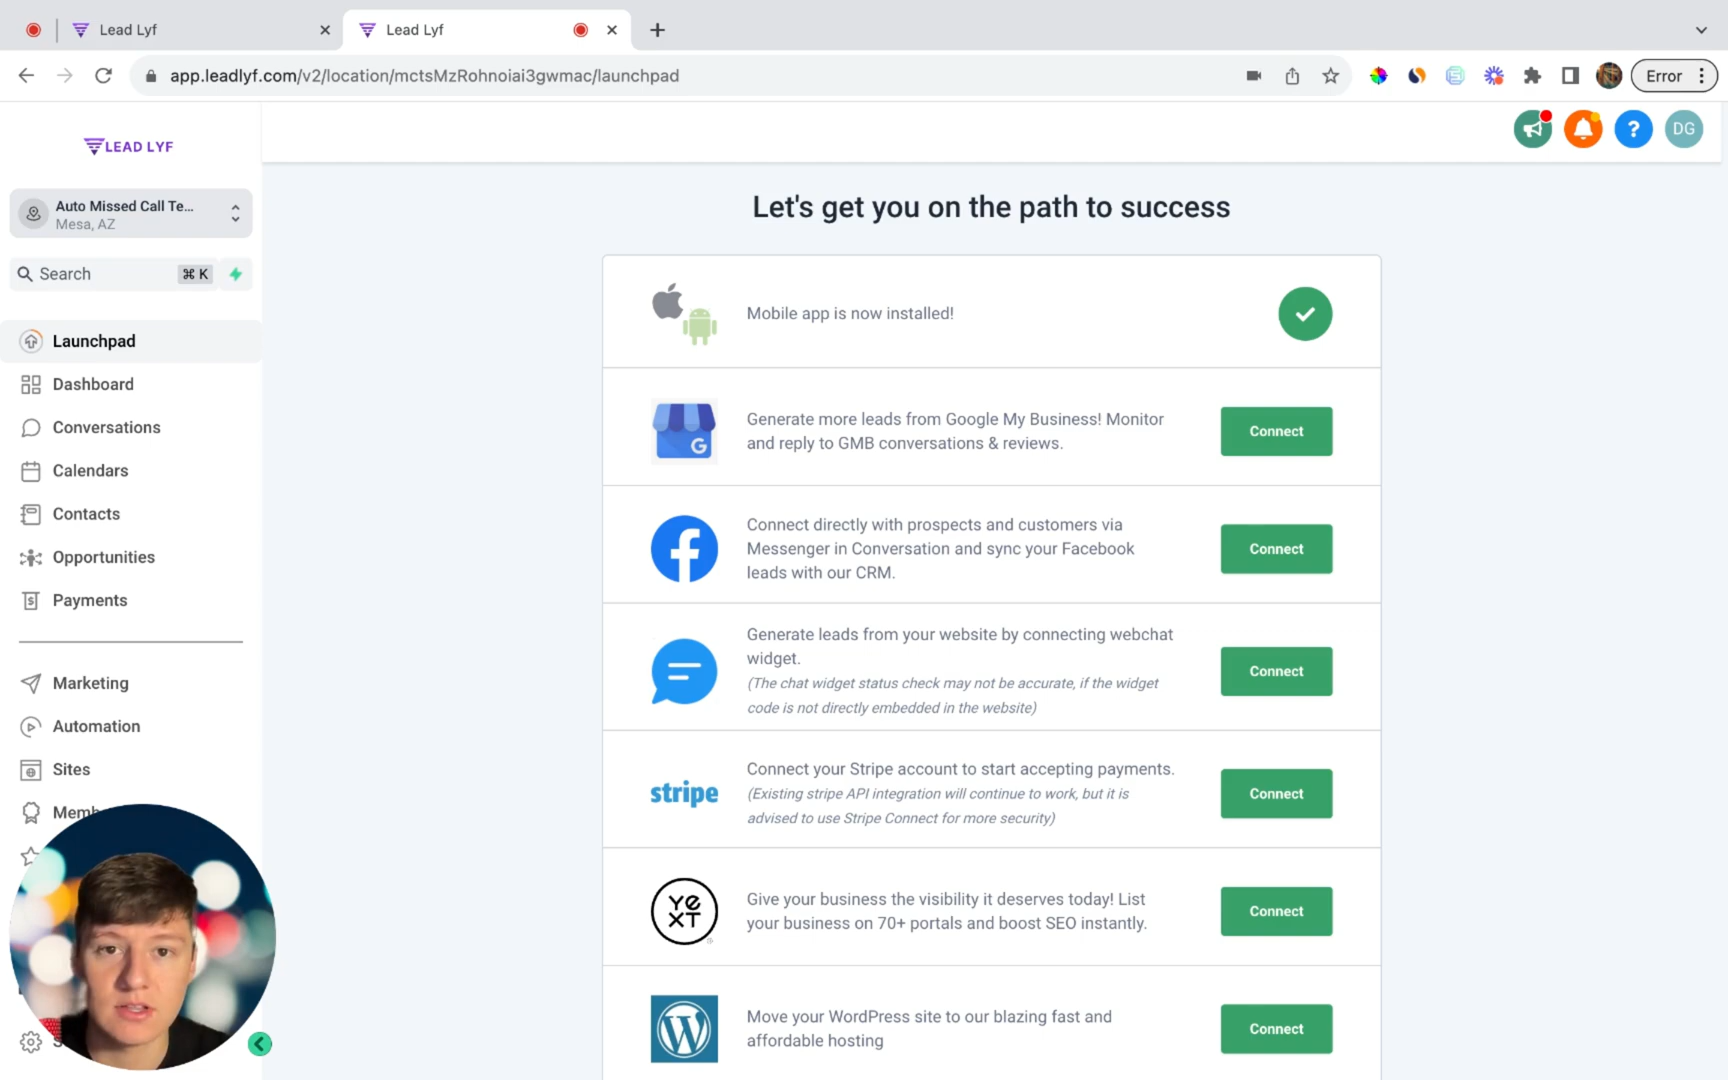 Lead Lyf
Lead Lyf
app.leadlyf.com/v2/location/mctsMzRohnoiai3gwmac/launchpad
Error
LEAD LYF
DG
Auto Missed Call Te...
Mesa, AZ
Search
⌘ K
Launchpad
Dashboard
Conversations
Calendars
Contacts
Opportunities
Payments
Marketing
Automation
Sites
Let's get you on the path to success
Mobile app is now installed!
Generate more leads from Google My Business! Monitor
and reply to GMB conversations & reviews.
Connect
Connect directly with prospects and customers via
Messenger in Conversation and sync your Facebook
leads with our CRM.
Connect
Generate leads from your website by connecting webchat
widget.
(The chat widget status check may not be accurate, if the widget
code is not directly embedded in the website)
Connect
stripe
Connect your Stripe account to start accepting payments.
(Existing stripe API integration will continue to work, but it is
advised to use Stripe Connect for more security)
Connect
YEXT
Give your business the visibility it deserves today! List
your business on 70+ portals and boost SEO instantly.
Connect
Move your WordPress site to our blazing fast and
affordable hosting
Connect